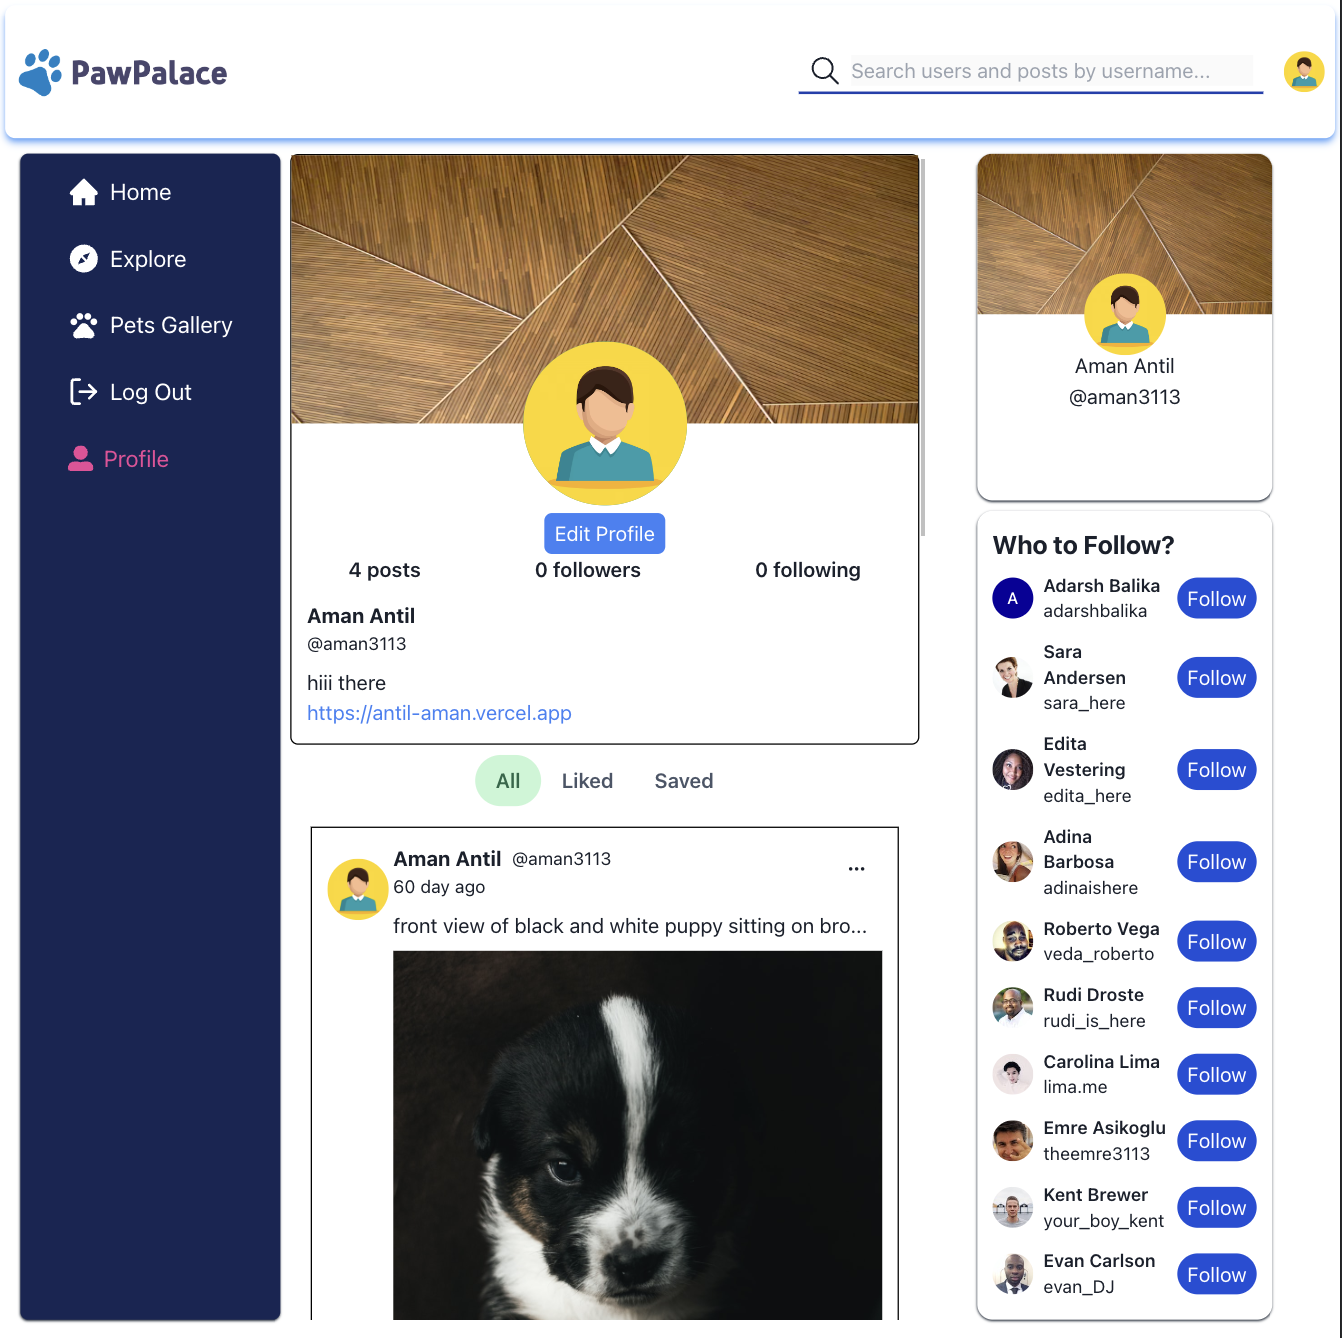 PawPalace
Search users and posts by username...
Home
Explore
Pets Gallery
Log Out
Profile
Edit Profile
4 posts
0 followers
0 following
Aman Antil
@aman3113
hiii there
https://antil-aman.vercel.app
All
Liked
Saved
Aman Antil @aman3113
...
60 day ago
front view of black and white puppy sitting on bro...
Aman Antil
@aman3113
Who to Follow?
A
Adarsh Balika
adarshbalika
Follow
Sara
Andersen
sara_here
Follow
Edita
Vestering
edita_here
Follow
Adina
Barbosa
adinaishere
Follow
Roberto Vega
veda_roberto
Follow
Rudi Droste
rudi_is_here
Follow
Carolina Lima
lima.me
Follow
Emre Asikoglu
theemre3113
Follow
Kent Brewer
your_boy_kent
Follow
Evan Carlson
evan_DJ
Follow